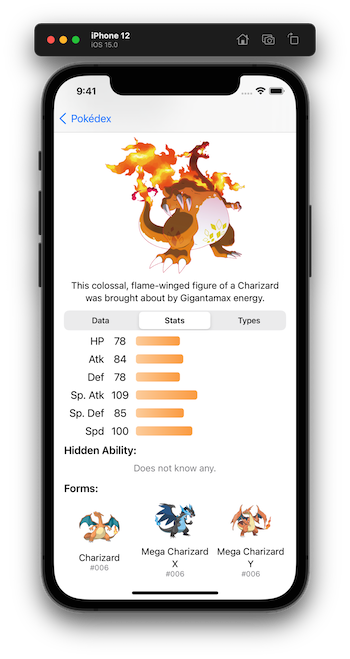 iPhone 12
iOS 15.0
9:41
Pokédex
This colossal, flame-winged figure of a Charizard
was brought about by Gigantamax energy.
Data Stats Types
HP 78
Atk 84
Def 78
Sp. Atk 109
Sp. Def 85
Spd 100
Hidden Ability:
Does not know any.
Forms:
Charizard
#006
Mega Charizard
X
#006
Mega Charizard
Y
#006